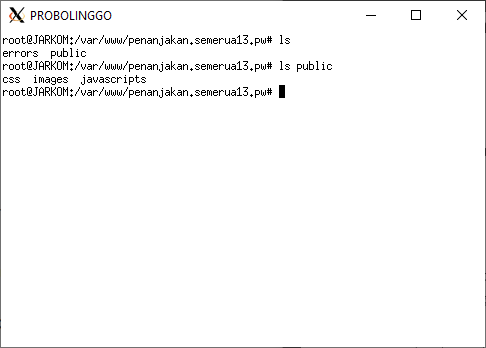 PROBOLINGGO
root@JARKOM:/var/www/penanjakan.semerua13.pw# ls
errors  public
root@JARKOM:/var/www/penanjakan.semerua13.pw# ls public
css  images  javascripts
root@JARKOM:/var/www/penanjakan.semerua13.pw#